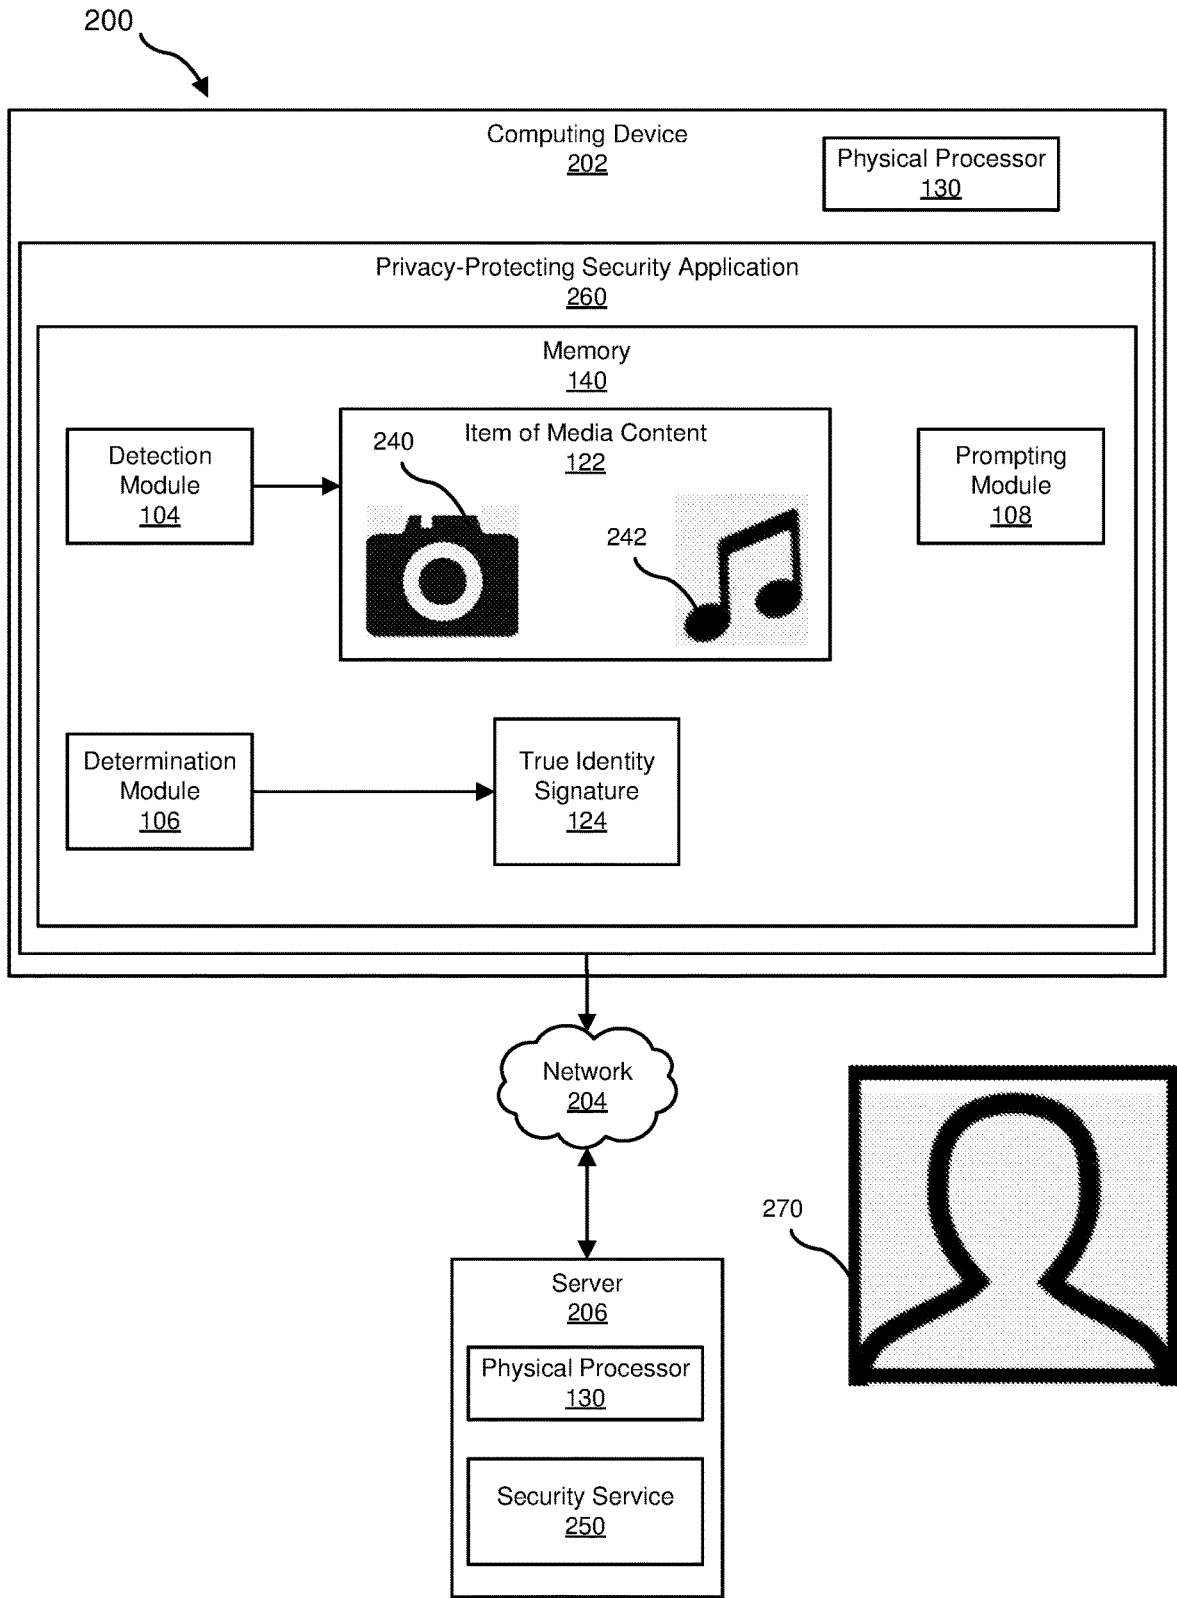 200
Computing Device
202
Physical Processor
130
Privacy-Protecting Security Application
260
Memory
140
Detection
Module
104
Item of Media Content
122
240
242
Prompting
Module
108
Determination
Module
106
True Identity
Signature
124
Network
204
270
Server
206
Physical Processor
130
Security Service
250